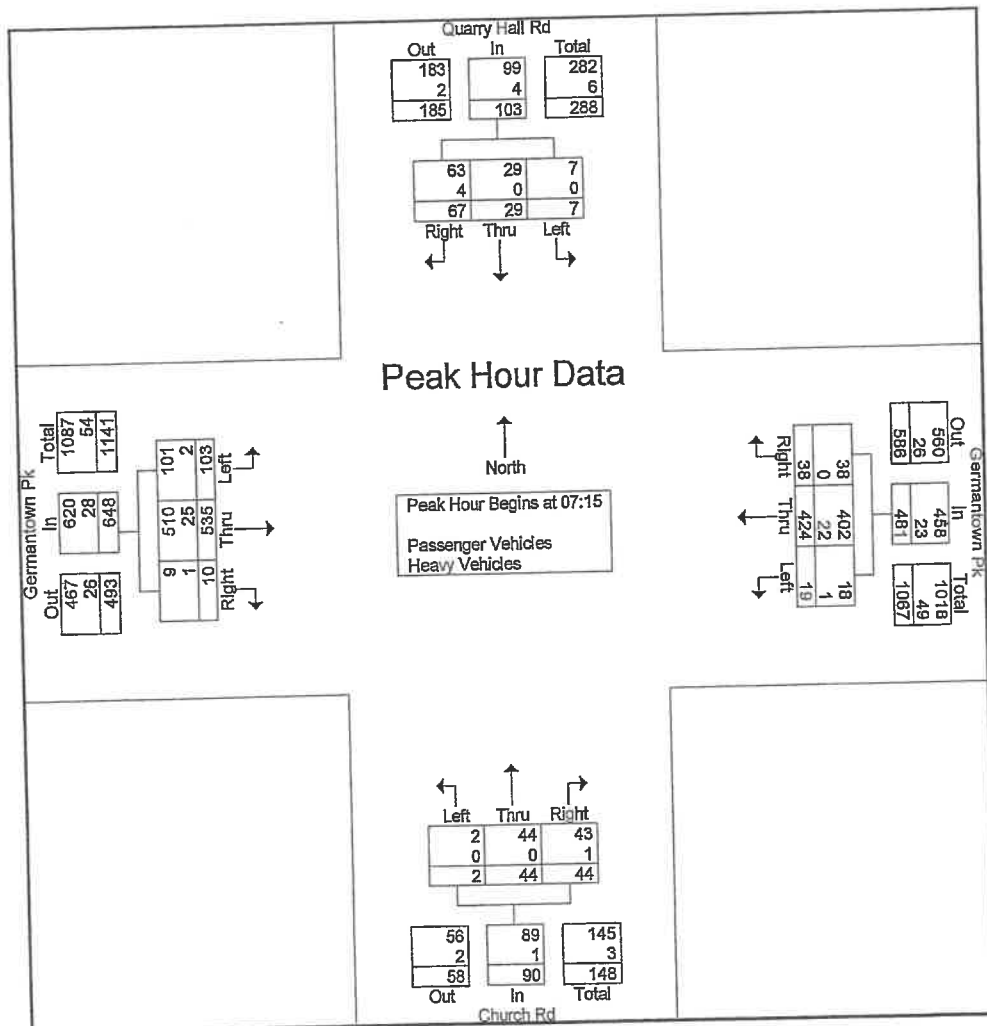 Quarry Hall Rd
Out In Total
183 99 282
2 4 6
185 103 288
63 29 7
4 0 0
67 29 7
Right Thru Left
Peak Hour Data
North
Peak Hour Begins at 07:15
Passenger Vehicles
Heavy Vehicles
Germantown Pk
Total In Out
1087 620 467
54 28 26
1141 648 493
101 510 9
2 25 1
103 535 10
Left Thru Right
Germantown Pk
Out In Total
560 458 1018
26 23 49
586 481 1067
38 402 18
0 22 1
38 424 19
Right Thru Left
Left Thru Right
2 44 43
0 0 1
2 44 44
56 89 145
2 1 3
58 90 148
Out In Total
Church Rd